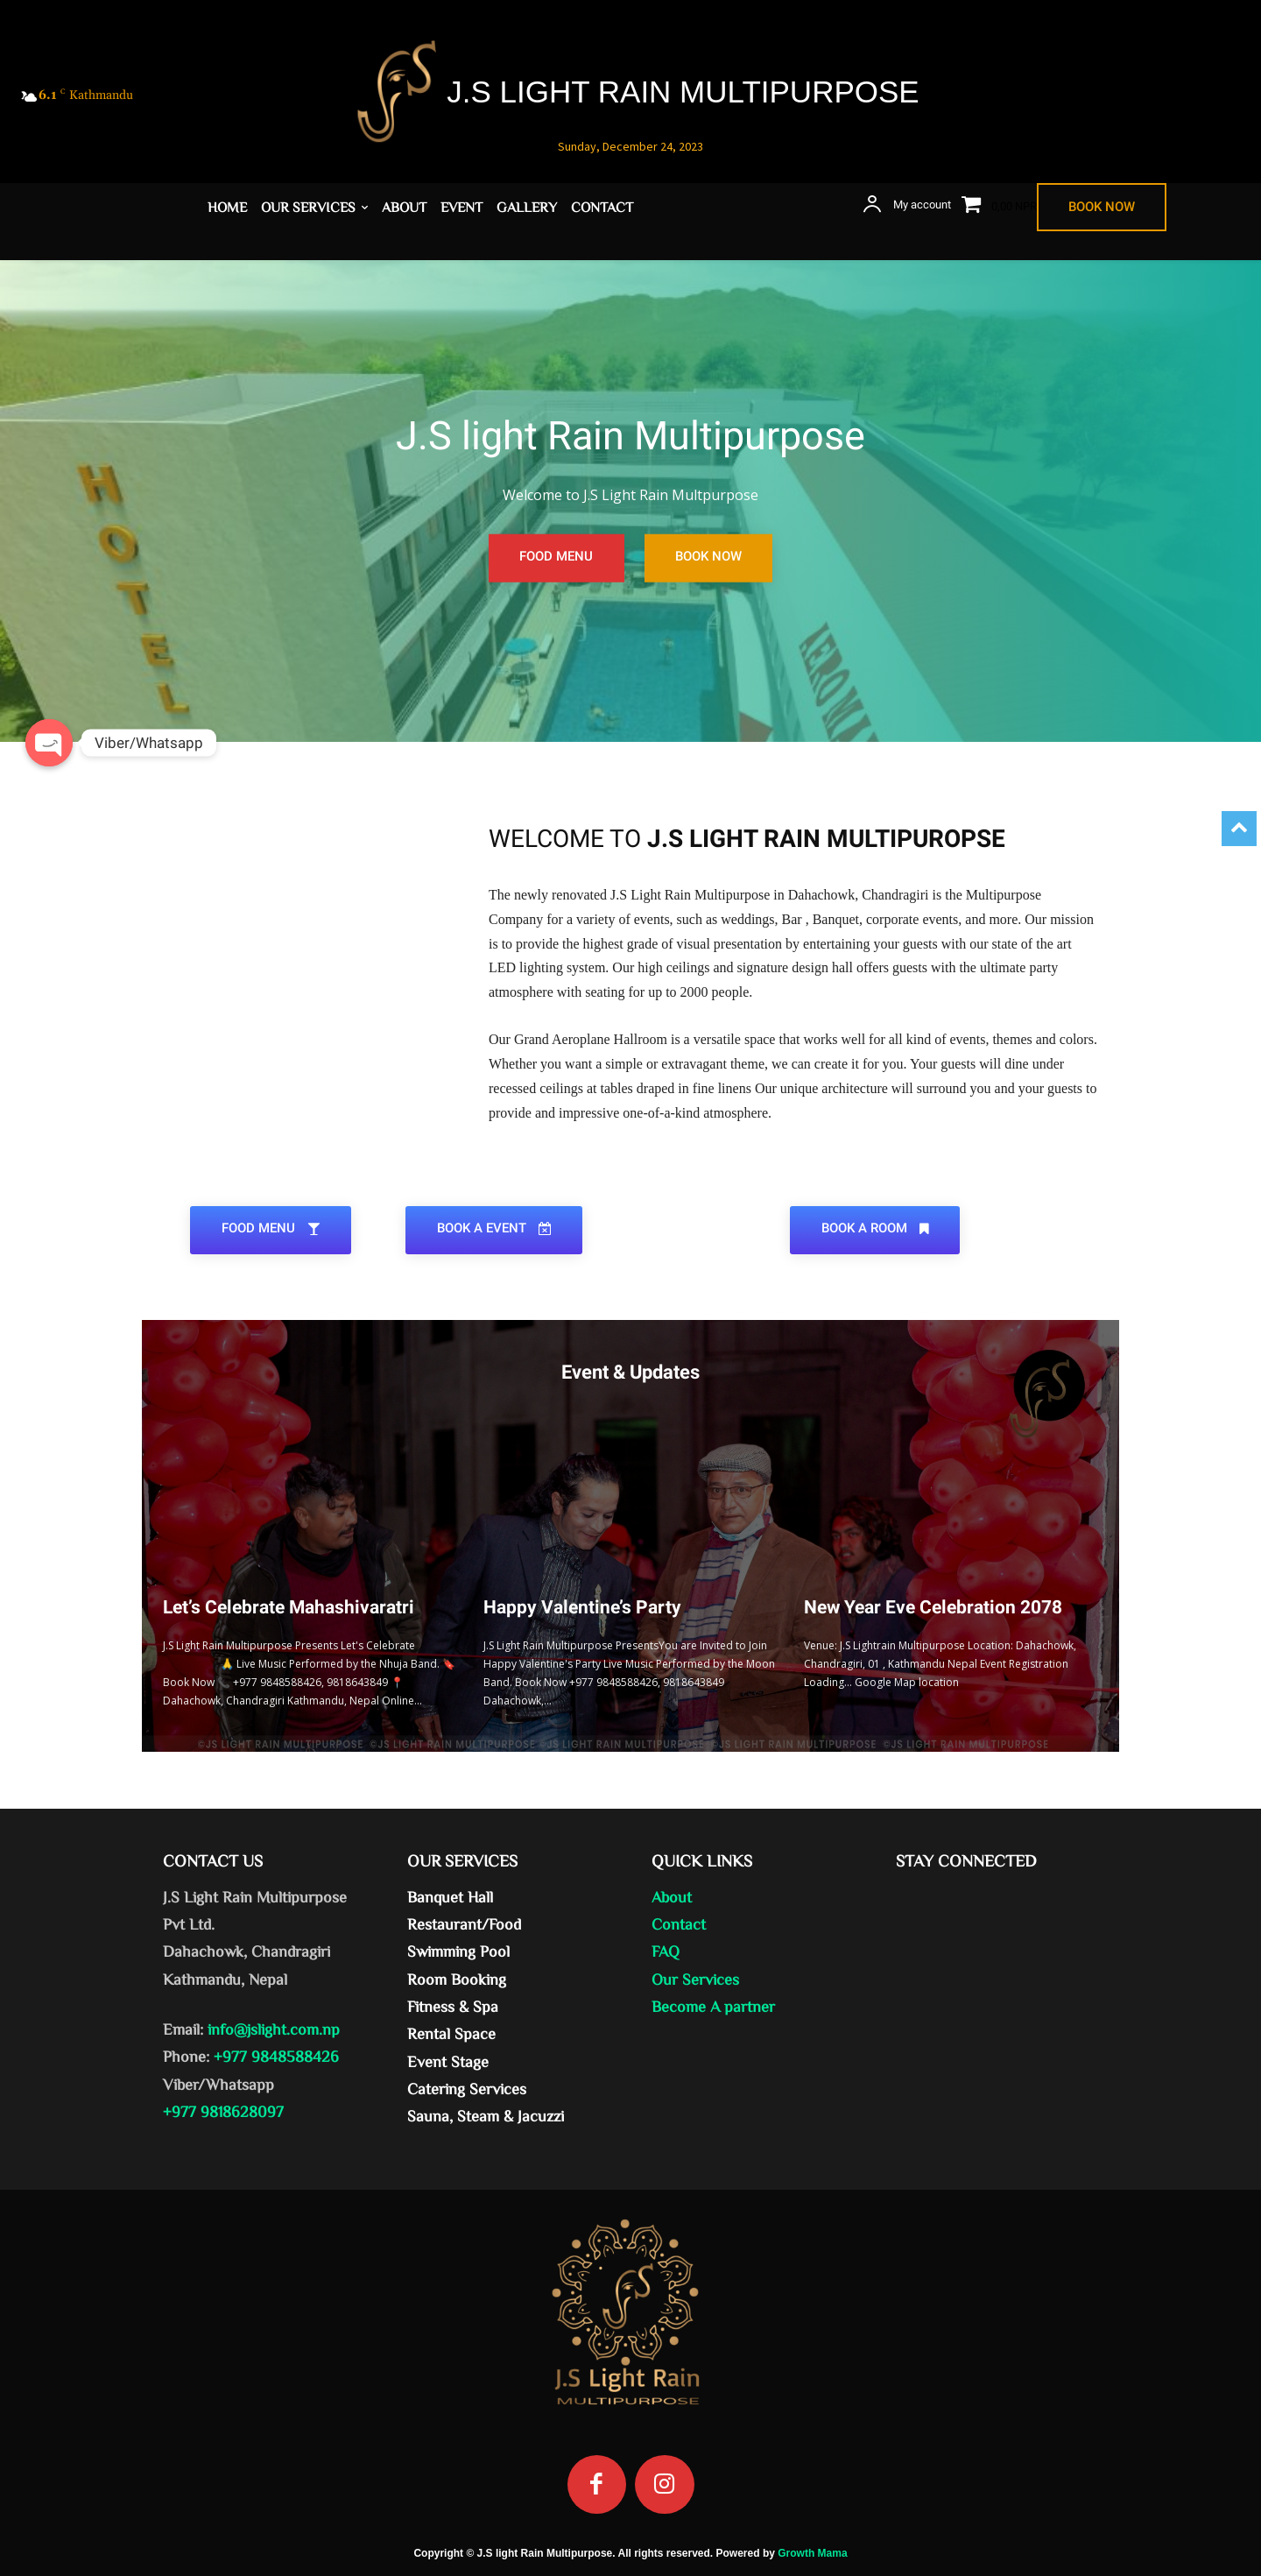 6.1 C Kathmandu
J.S LIGHT RAIN MULTIPURPOSE
Sunday, December 24, 2023
HOME OUR SERVICES ABOUT EVENT GALLERY CONTACT
My account
BOOK NOW
HOTEL
J.S light Rain Multipurpose
Welcome to J.S Light Rain Multpurpose
FOOD MENU BOOK NOW
Viber/Whatsapp
WELCOME TO J.S LIGHT RAIN MULTIPUROPSE
The newly renovated J.S Light Rain Multipurpose in Dahachowk, Chandragiri is the Multipurpose
Company for a variety of events, such as weddings, Bar , Banquet, corporate events, and more. Our mission
is to provide the highest grade of visual presentation by entertaining your guests with our state of the art
LED lighting system. Our high ceilings and signature design hall offers guests with the ultimate party
atmosphere with seating for up to 2000 people.
Our Grand Aeroplane Hallroom is a versatile space that works well for all kind of events, themes and colors.
Whether you want a simple or extravagant theme, we can create it for you. Your guests will dine under
recessed ceilings at tables draped in fine linens Our unique architecture will surround you and your guests to
provide and impressive one-of-a-kind atmosphere.
FOOD MENU
BOOK A EVENT
BOOK A ROOM
Event & Updates
Let’s Celebrate Mahashivaratri
J.S Light Rain Multipurpose Presents Let's Celebrate
🙏 Live Music Performed by the Nhuja Band. 🔖
Book Now 📞 +977 9848588426, 9818643849 📍
Dahachowk, Chandragiri Kathmandu, Nepal Online...
Happy Valentine’s Party
J.S Light Rain Multipurpose PresentsYou are Invited to Join
Happy Valentine's Party Live Music Performed by the Moon
Band. Book Now +977 9848588426, 9818643849
Dahachowk,...
New Year Eve Celebration 2078
Venue: J.S Lightrain Multipurpose Location: Dahachowk,
Chandragiri, 01 , Kathmandu Nepal Event Registration
Loading... Google Map location
©JS LIGHT RAIN MULTIPURPOSE ©JS LIGHT RAIN MULTIPURPOSE ©JS LIGHT RAIN MULTIPURPOSE ©JS LIGHT RAIN MULTIPURPOSE ©JS LIGHT RAIN MULTIPURPOSE
CONTACT US
J.S Light Rain Multipurpose
Pvt Ltd.
Dahachowk, Chandragiri
Kathmandu, Nepal
Email: info@jslight.com.np
Phone: +977 9848588426
Viber/Whatsapp
+977 9818628097
OUR SERVICES
Banquet Hall
Restaurant/Food
Swimming Pool
Room Booking
Fitness & Spa
Rental Space
Event Stage
Catering Services
Sauna, Steam & Jacuzzi
QUICK LINKS
About
Contact
FAQ
Our Services
Become A partner
STAY CONNECTED
J.S Light Rain
MULTIPURPOSE
Copyright © J.S light Rain Multipurpose. All rights reserved. Powered by Growth Mama